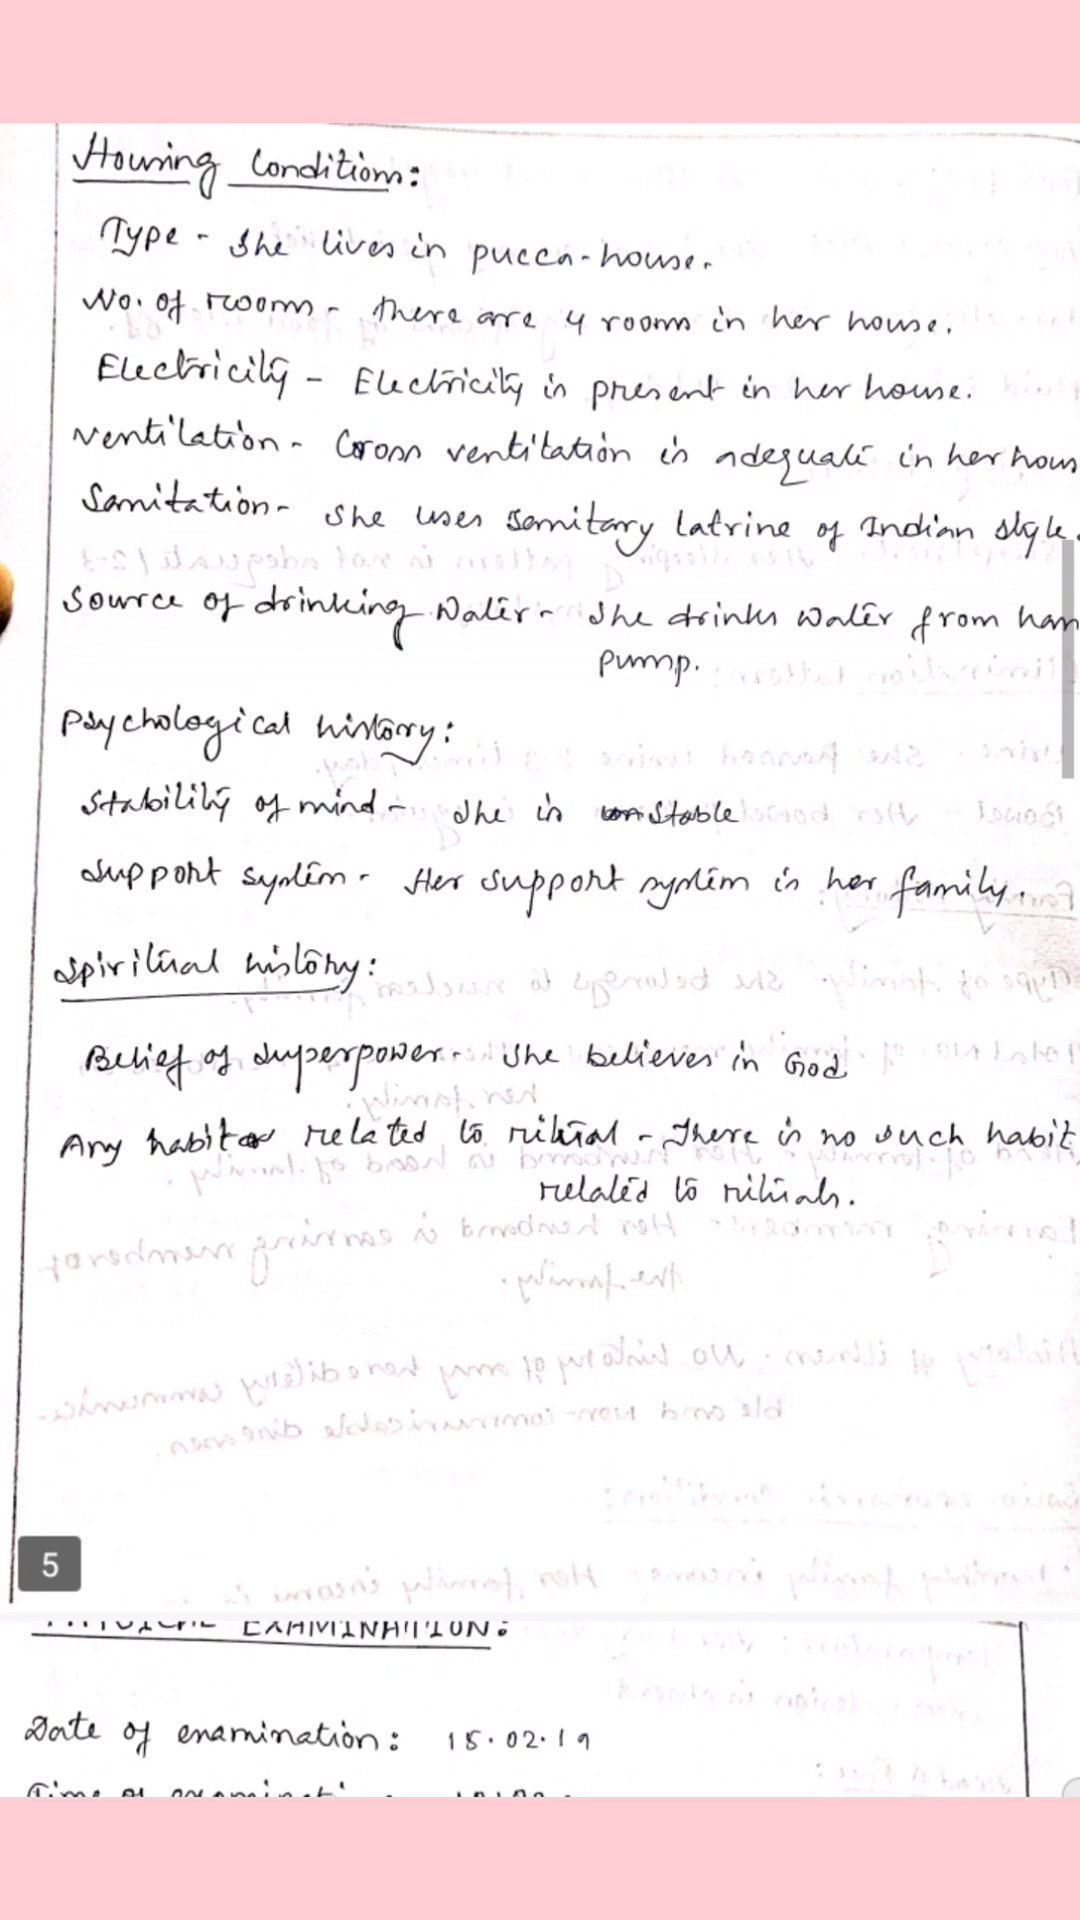 Housing Conditions:
Type - She lives in pucca-house.
No. of rooms - There are 4 rooms in her house.
Electricity - Electricity is present in her house.
Ventilation - Cross ventilation is adequate in her hous
Sanitation - She uses sanitary latrine of Indian style.
Source of drinking water - She drinks water from han
pump.
Psychological history:
Stability of mind - She is stable
Support system - Her support system is her family.
Spiritual history:
Belief of superpower - She believes in God
Any habit related to ritual - There is no such habit
related to rituals.
5
PHYSICAL EXAMINATION:
Date of examination: 15.02.19